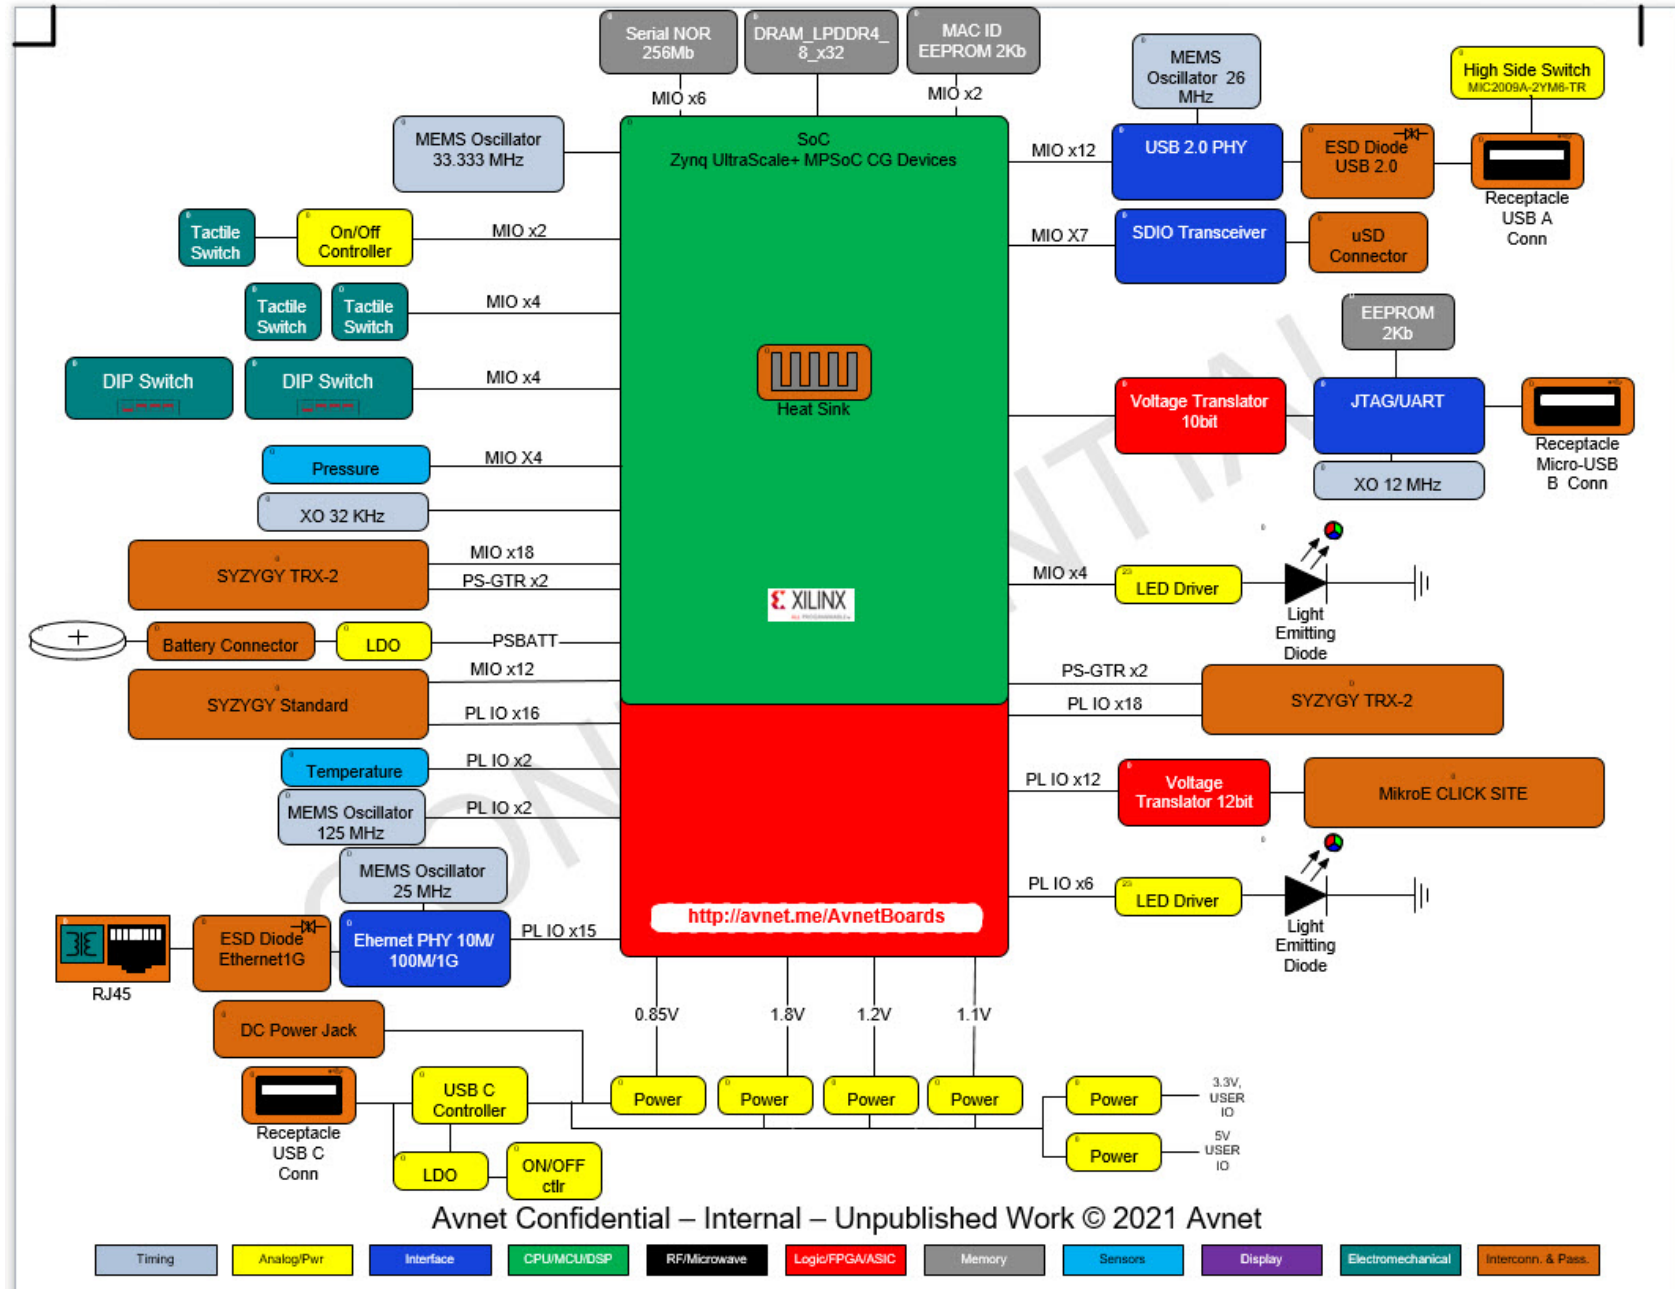 Serial NOR
256Mb
DRAM_LPDDR4_
8_x32
MAC ID
EEPROM 2Kb
MEMS
Oscillator 26
MHz
High Side Switch
MIC2009A-2YM6-TR
MIO x6
MIO x2
MEMS Oscillator
33.333 MHz
SoC
Zynq UltraScale+ MPSoC CG Devices
MIO x12
USB 2.0 PHY
ESD Diode
USB 2.0
Receptacle
USB A
Conn
Tactile
Switch
On/Off
Controller
MIO x2
MIO X7
SDIO Transceiver
uSD
Connector
Tactile
Switch
Tactile
Switch
MIO x4
EEPROM
2Kb
DIP Switch
DIP Switch
MIO x4
Heat Sink
Voltage Translator
10bit
JTAG/UART
Receptacle
Micro-USB
B Conn
XO 12 MHz
Pressure
MIO X4
XO 32 KHz
SYZYGY TRX-2
MIO x18
PS-GTR x2
XILINX
ALL PROGRAMMABLE
MIO x4
LED Driver
Light
Emitting
Diode
Battery Connector
LDO
PSBATT
SYZYGY Standard
MIO x12
PL IO x16
PS-GTR x2
PL IO x18
SYZYGY TRX-2
Temperature
PL IO x2
MEMS Oscillator
125 MHz
PL IO x2
PL IO x12
Voltage
Translator 12bit
MikroE CLICK SITE
MEMS Oscillator
25 MHz
http://avnet.me/AvnetBoards
PL IO x6
LED Driver
Light
Emitting
Diode
RJ45
ESD Diode
Ethernet1G
Ehernet PHY 10M/
100M/1G
PL IO x15
DC Power Jack
0.85V
1.8V
1.2V
1.1V
Receptacle
USB C
Conn
USB C
Controller
LDO
ON/OFF
ctlr
Power
Power
Power
Power
Power
3.3V,
USER
IO
Power
5V
USER
IO
CONFIDENTIAL
Avnet Confidential – Internal – Unpublished Work © 2021 Avnet
Timing
Analog/Pwr
Interface
CPU/MCU/DSP
RF/Microwave
Logic/FPGA/ASIC
Memory
Sensors
Display
Electromechanical
Interconn. & Pass.